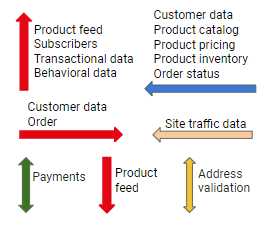 Product feed
Subscribers
Transactional data
Behavioral data
Customer data
Product catalog
Product pricing
Product inventory
Order status
Customer data
Order
Site traffic data
Payments
Product
feed
Address
validation